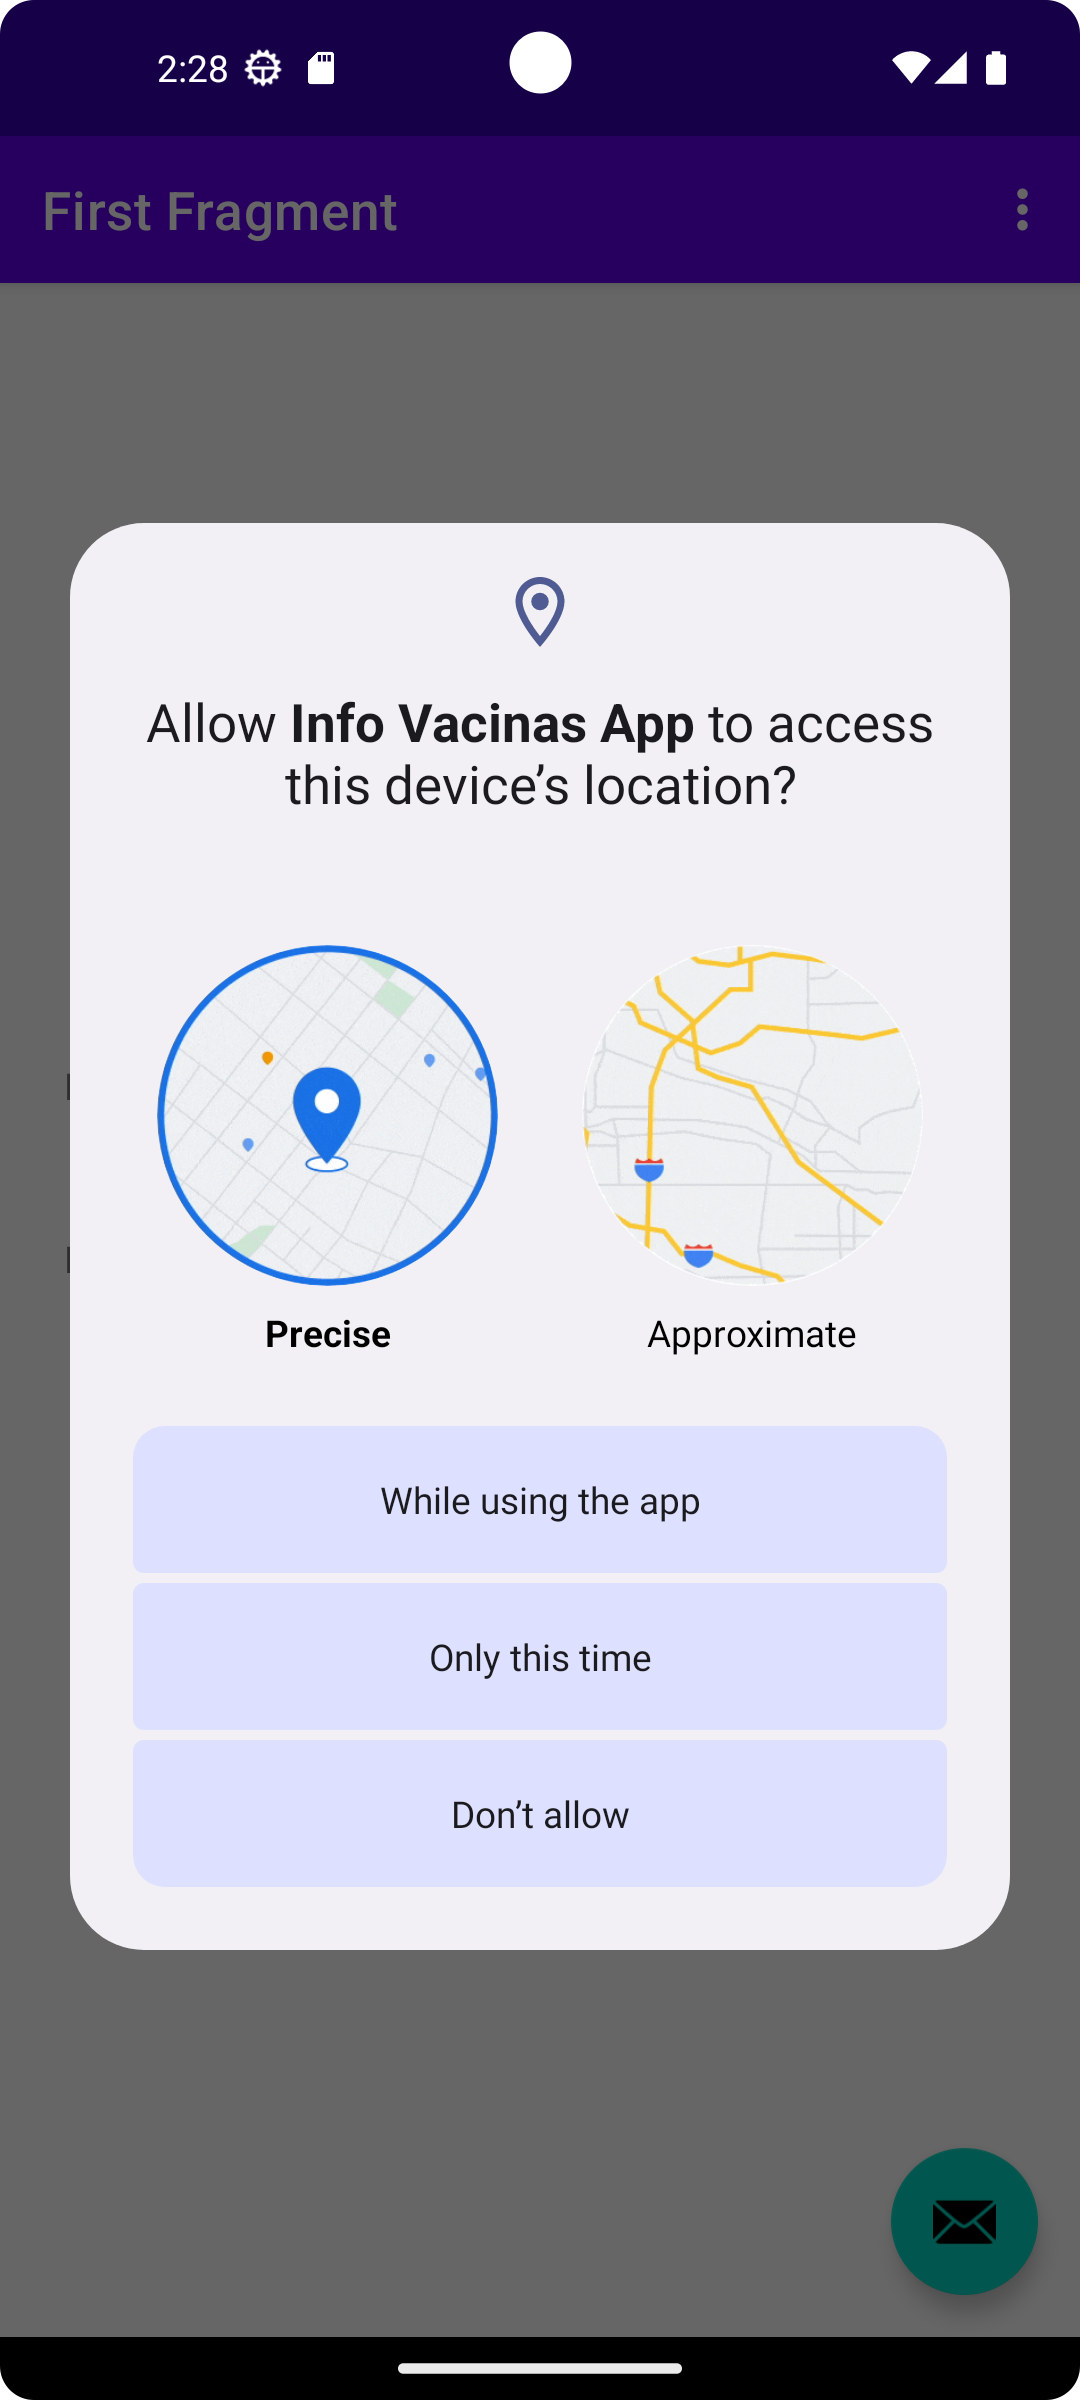 2:28
First Fragment
Allow Info Vacinas App to access
this device’s location?
Precise
Approximate
While using the app
Only this time
Don’t allow